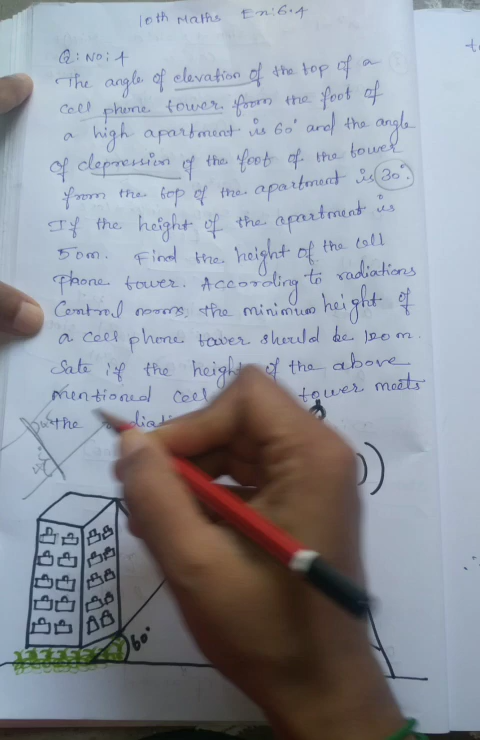 10th Maths Ex: 6.4
Q: No: 4
The angle of elevation of the top of a
cell phone tower from the foot of
a high apartment is 60° and the angle
of depression of the foot of the tower
from the top of the apartment is 30°.
If the height of the apartment is
50m. Find the height of the cell
phone tower. According to radiations
Control norms, the minimum height of
a cell phone tower should be 120 m.
Sate if the height of the above
mentioned cell tower meets
the
60°